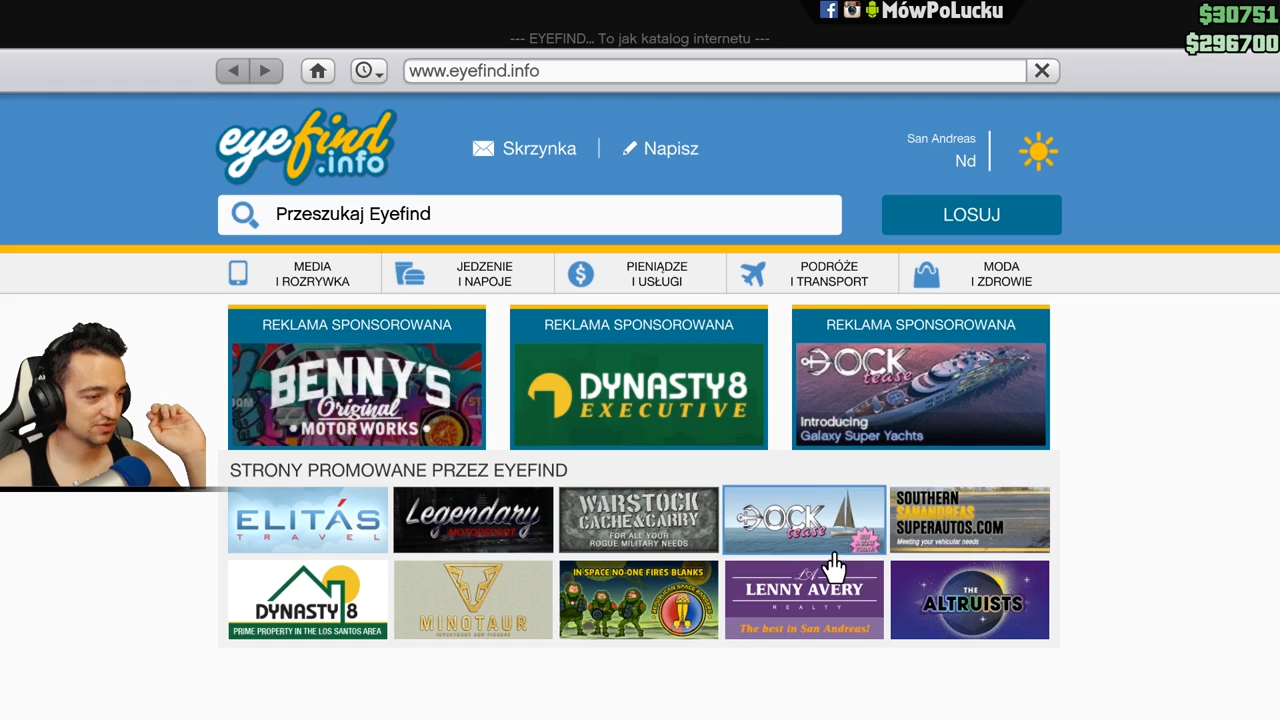 MówPoLucku
$30751
--- EYEFIND... To jak katalog internetu ---
$296700
www.eyefind.info
eyefind
.info
Skrzynka
Napisz
San Andreas
Nd
Przeszukaj Eyefind
LOSUJ
MEDIA
I ROZRYWKA
JEDZENIE
I NAPOJE
PIENIĄDZE
I USŁUGI
PODRÓŻE
I TRANSPORT
MODA
I ZDROWIE
REKLAMA SPONSOROWANA
BENNY'S
Original
MOTOR WORKS
REKLAMA SPONSOROWANA
DYNASTY 8
EXECUTIVE
REKLAMA SPONSOROWANA
DOCK
tease
Introducing
Galaxy Super Yachts
STRONY PROMOWANE PRZEZ EYEFIND
ELITÁS
TRAVEL
Legendary
MOTORSPORT
WARSTOCK
CACHE&CARRY
FOR ALL YOUR
ROGUE MILITARY NEEDS
DOCK
tease
SOUTHERN
SANANDREAS
SUPERAUTOS.COM
Meeting your vehicular needs
DYNASTY 8
PRIME PROPERTY IN THE LOS SANTOS AREA
MINOTAUR
IN SPACE NO-ONE FIRES BLANKS
LA
LENNY AVERY
REALTY
The best in San Andreas!
THE
ALTRUISTS